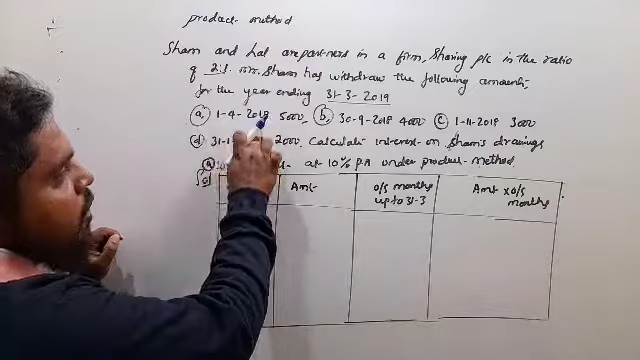 product method
Sham and Lal are partners in a firm, Sharing P/L in the ratio
of 2:1. Mr. Sham has withdraw the following amounts
for the year ending 31-3-2019
(a) 1-4-2018 5000, (b) 30-9-2018 4000 (c) 1-11-2018 3000
(d) 31-1 2000. Calculate interest on Sham's drawings
at 10% P.A under product method.
Amt o/s months Amt x o/s
up to 31-3 months